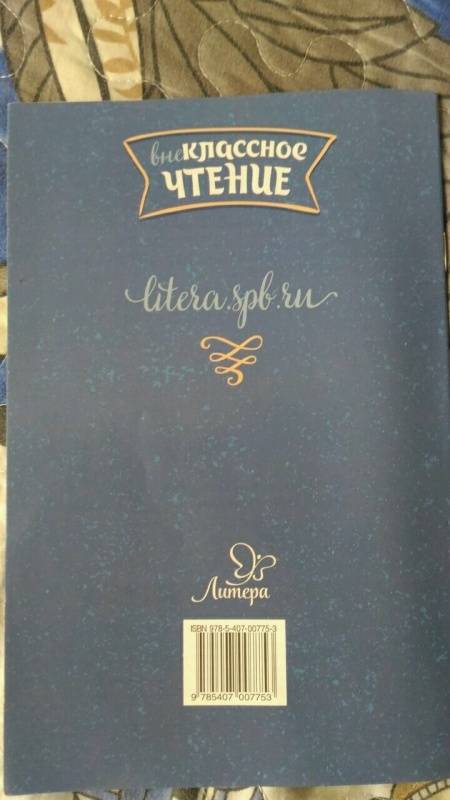 внеклассное
чтение
litera.spb.ru
Литера
ISBN 978-5-407-00775-3
9 785407 007753